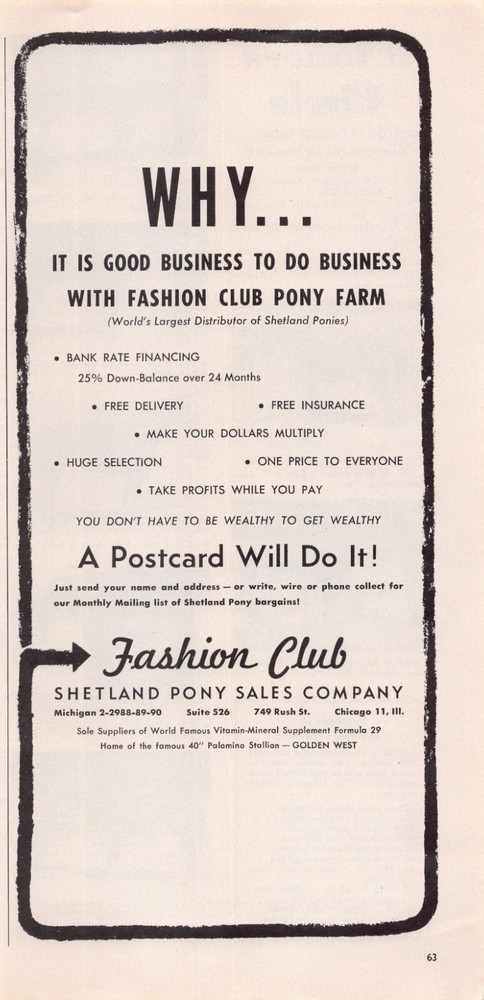 WHY...
IT IS GOOD BUSINESS TO DO BUSINESS
WITH FASHION CLUB PONY FARM
(World's Largest Distributor of Shetland Ponies)
• BANK RATE FINANCING
25% Down-Balance over 24 Months
• FREE DELIVERY • FREE INSURANCE
• MAKE YOUR DOLLARS MULTIPLY
• HUGE SELECTION • ONE PRICE TO EVERYONE
• TAKE PROFITS WHILE YOU PAY
YOU DON'T HAVE TO BE WEALTHY TO GET WEALTHY
A Postcard Will Do It!
Just send your name and address — or write, wire or phone collect for
our Monthly Mailing list of Shetland Pony bargains!
Fashion Club
SHETLAND PONY SALES COMPANY
Michigan 2-2988-89-90 Suite 526 749 Rush St. Chicago 11, Ill.
Sole Suppliers of World Famous Vitamin-Mineral Supplement Formula 29
Home of the famous 40" Palomino Stallion — GOLDEN WEST
63